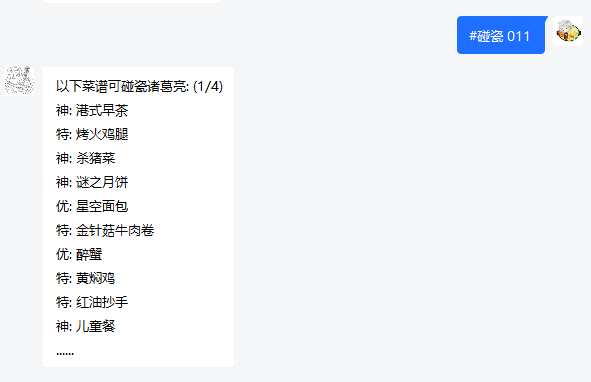 #碰瓷 011
以下菜谱可碰瓷诸葛亮: (1/4)
神: 港式早茶
特: 烤火鸡腿
神: 杀猪菜
神: 谜之月饼
优: 星空面包
特: 金针菇牛肉卷
优: 醉蟹
特: 黄焖鸡
特: 红油抄手
神: 儿童餐
......